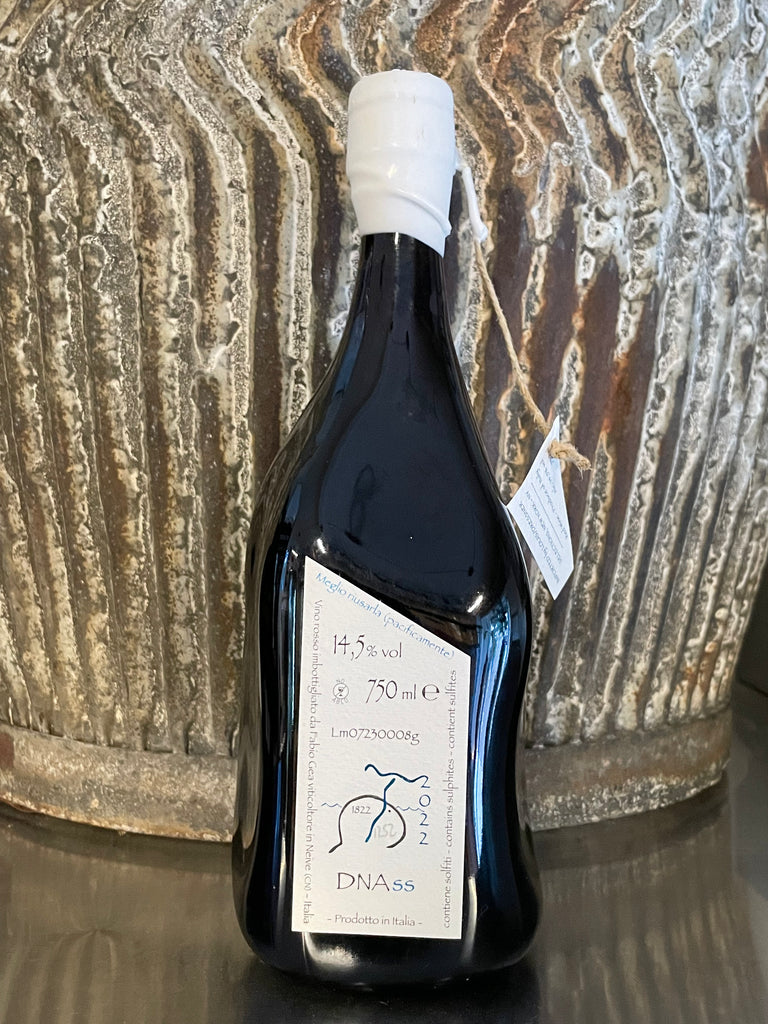 Meglio riusarla (pacificamente)
Vino rosso imbottigliato da Fabio Gea viticoltore in Neive (CN) - Italia
14,5% vol
750 ml e
Lm07230008g
2022
1822
1252
DNAss
- Prodotto in Italia -
contiene solfiti - contains sulphites - contient sulfites